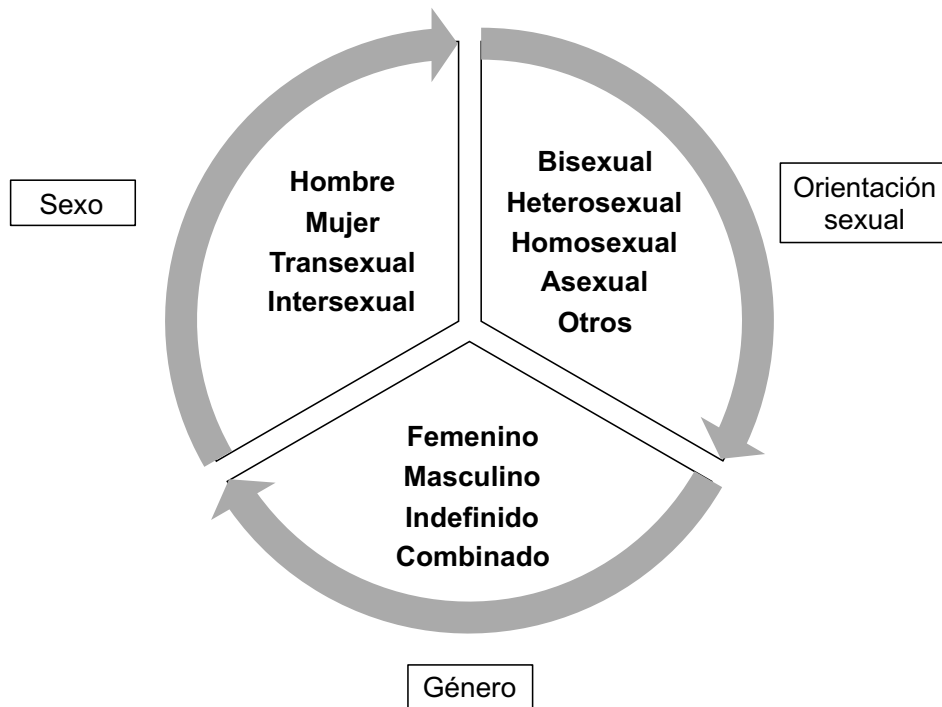 Sexo
Hombre
Mujer
Transexual
Intersexual
Bisexual
Heterosexual
Homosexual
Asexual
Otros
Orientación
sexual
Femenino
Masculino
Indefinido
Combinado
Género